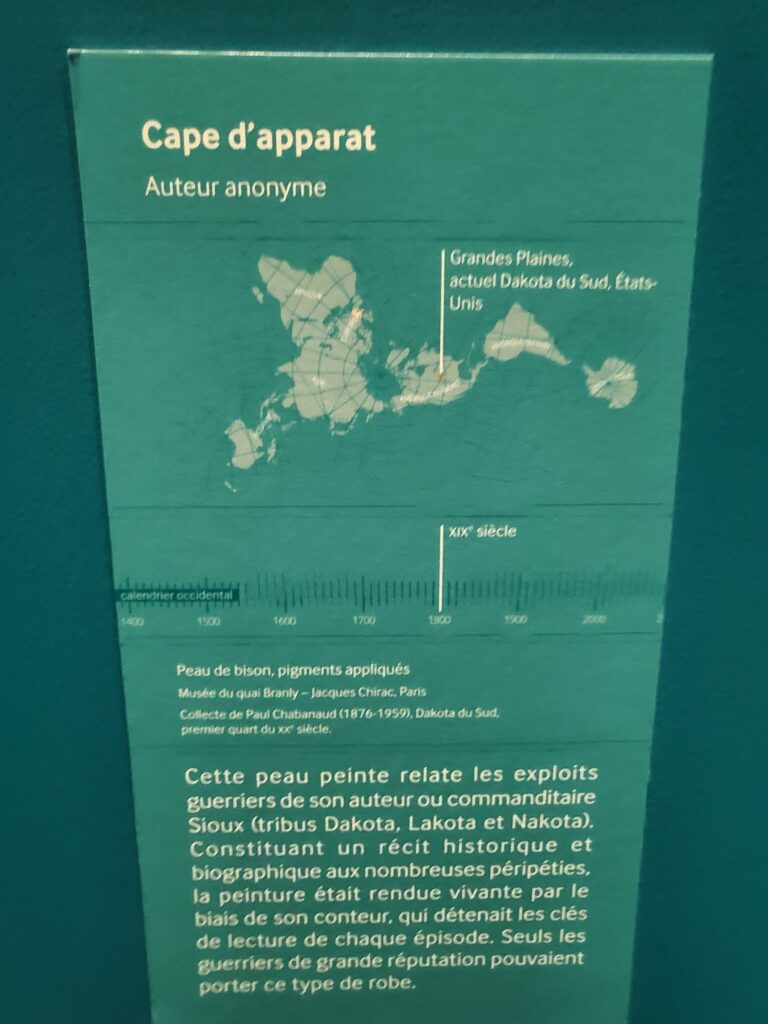 Cape d'apparat
Auteur anonyme
Grandes Plaines,
actuel Dakota du Sud, États-
Unis
XIXᵉ siècle
calendrier occidental
1400 1500 1600 1700 1800 1900 2000 2
Peau de bison, pigments appliqués
Musée du quai Branly – Jacques Chirac, Paris
Collecte de Paul Chabanaud (1876-1959), Dakota du Sud,
premier quart du XXᵉ siècle.
Cette peau peinte relate les exploits
guerriers de son auteur ou commanditaire
Sioux (tribus Dakota, Lakota et Nakota).
Constituant un récit historique et
biographique aux nombreuses péripéties,
la peinture était rendue vivante par le
biais de son conteur, qui détenait les clés
de lecture de chaque épisode. Seuls les
guerriers de grande réputation pouvaient
porter ce type de robe.